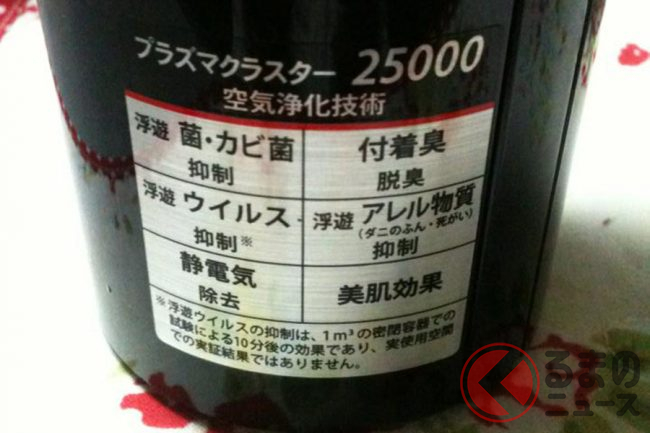 プラズマクラスター 25000
空気浄化技術
浮遊 菌・カビ菌
抑制
付着臭
脱臭
浮遊 ウイルス
抑制※
浮遊 アレル物質
(ダニのふん・死がい)
抑制
静電気
除去
美肌効果
※浮遊ウイルスの抑制は、1m³の密閉容器での
試験による10分後の効果であり、実使用空間
での実証結果ではありません。
くるまの
ニュース